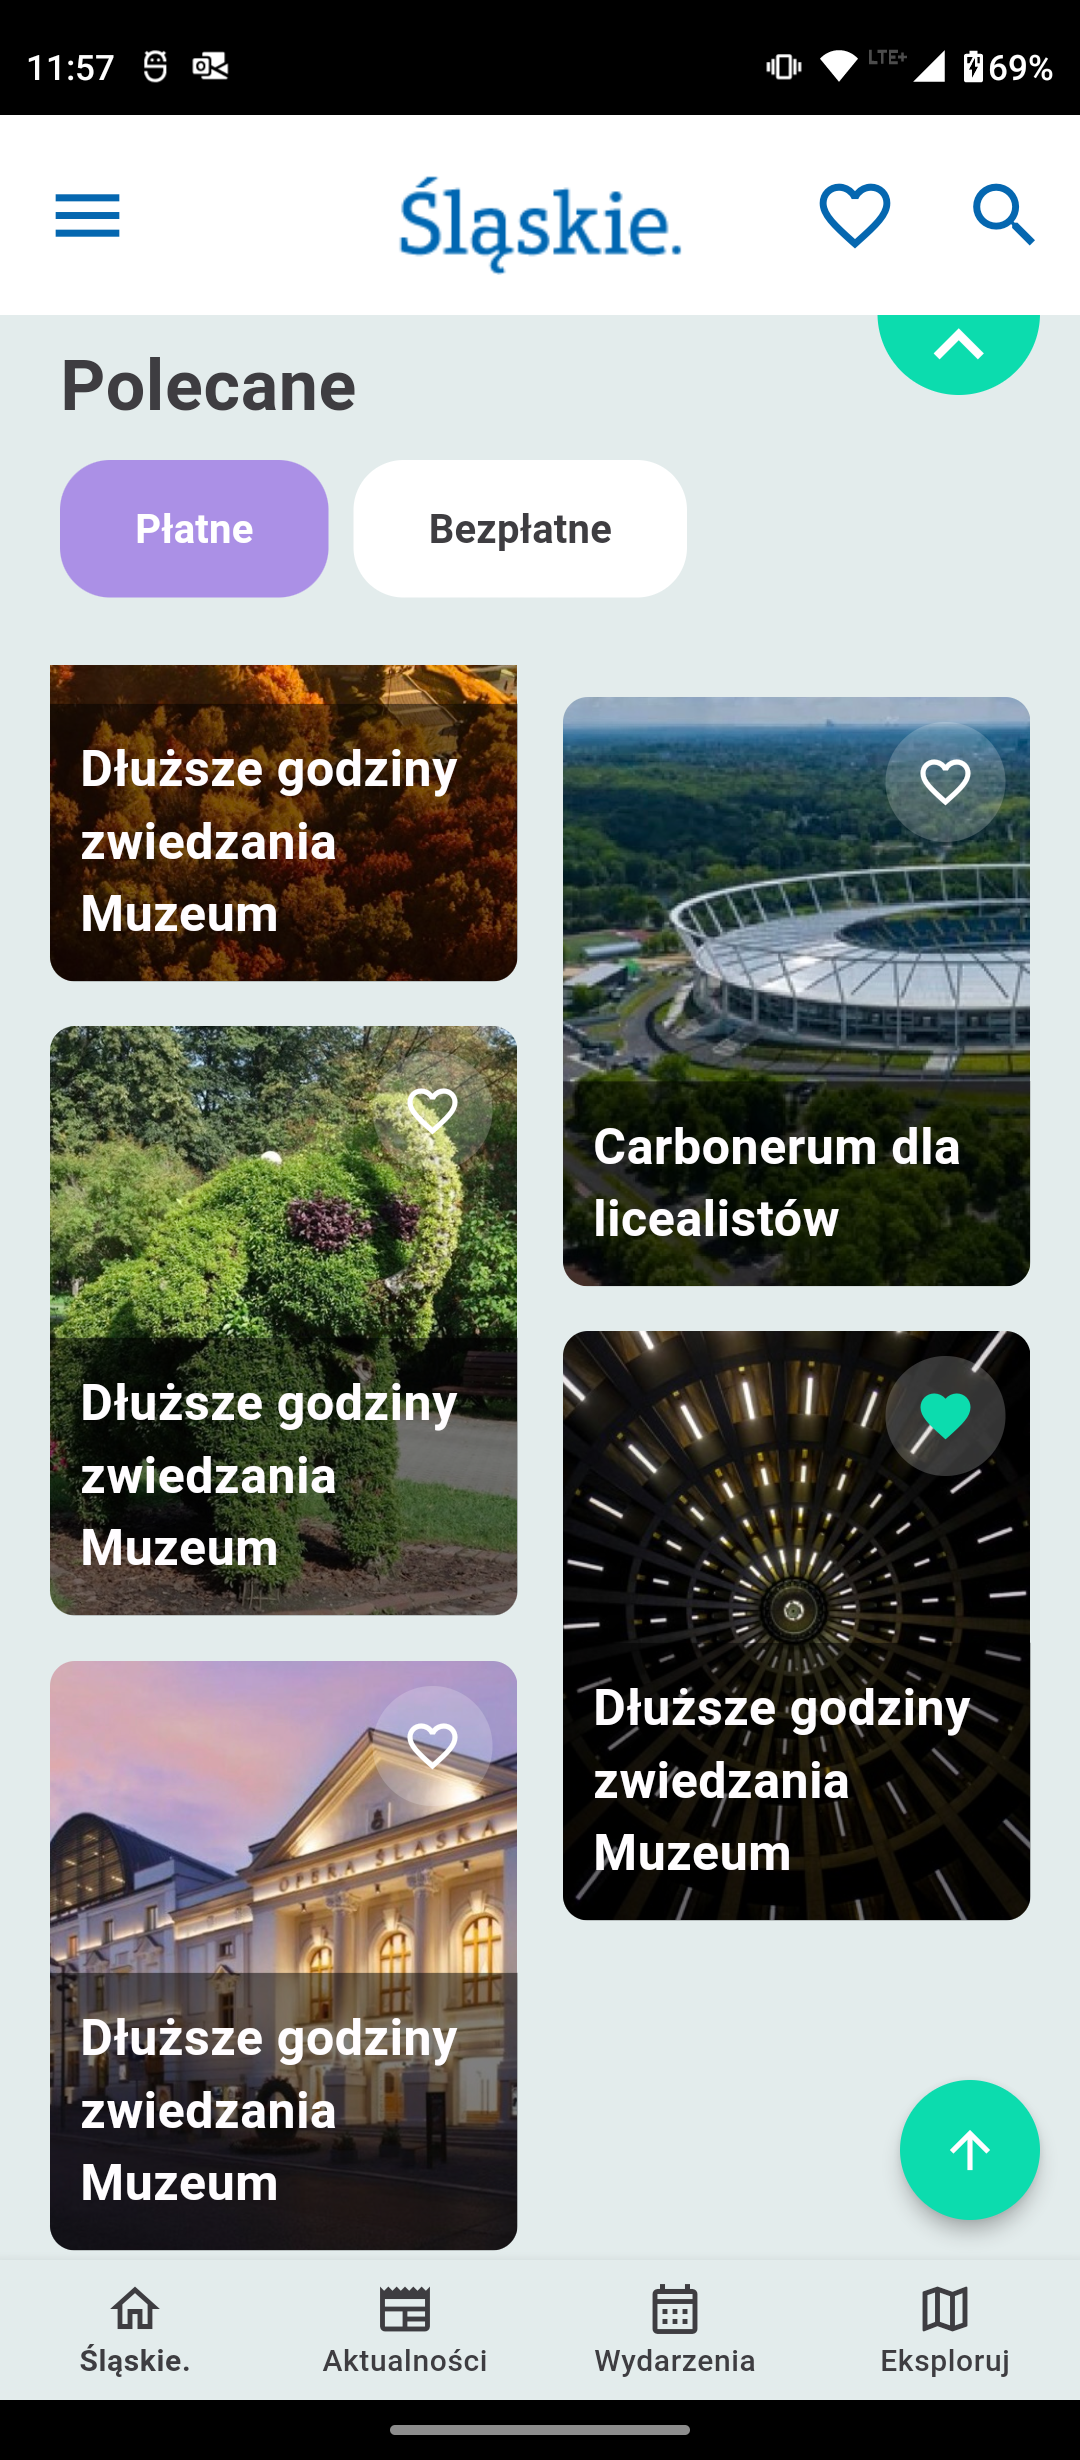 11:57
LTE+
69%
Śląskie.
Polecane
Płatne
Bezpłatne
Dłuższe godziny
zwiedzania
Muzeum
Carbonerum dla
licealistów
Dłuższe godziny
zwiedzania
Muzeum
Dłuższe godziny
zwiedzania
Muzeum
OPERA ŚLĄSKA
Dłuższe godziny
zwiedzania
Muzeum
Śląskie.
Aktualności
Wydarzenia
Eksploruj